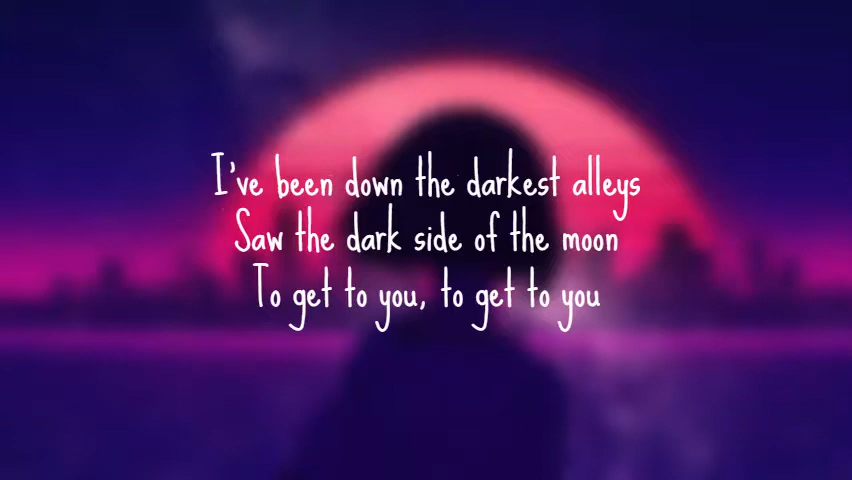 I've been down the darkest alleys
Saw the dark side of the moon
To get to you, to get to you